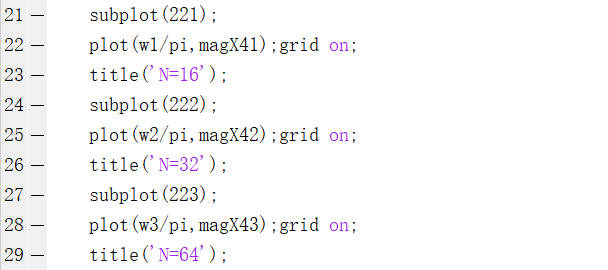 21 — subplot(221);
22 — plot(w1/pi,magX41);grid on;
23 — title('N=16');
24 — subplot(222);
25 — plot(w2/pi,magX42);grid on;
26 — title('N=32');
27 — subplot(223);
28 — plot(w3/pi,magX43);grid on;
29 — title('N=64');